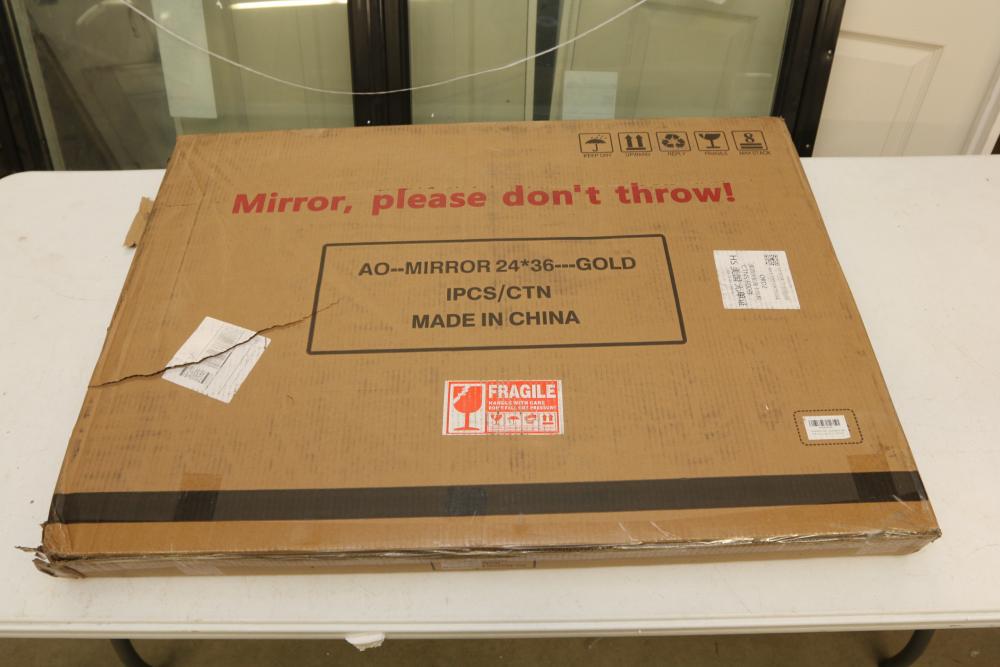 KEEP DRY UPWARD REPLY FRAGILE MAX STACK
8
Mirror, please don't throw!
AO--MIRROR 24*36---GOLD
IPCS/CTN
MADE IN CHINA
FRAGILE
HANDLE WITH CARE